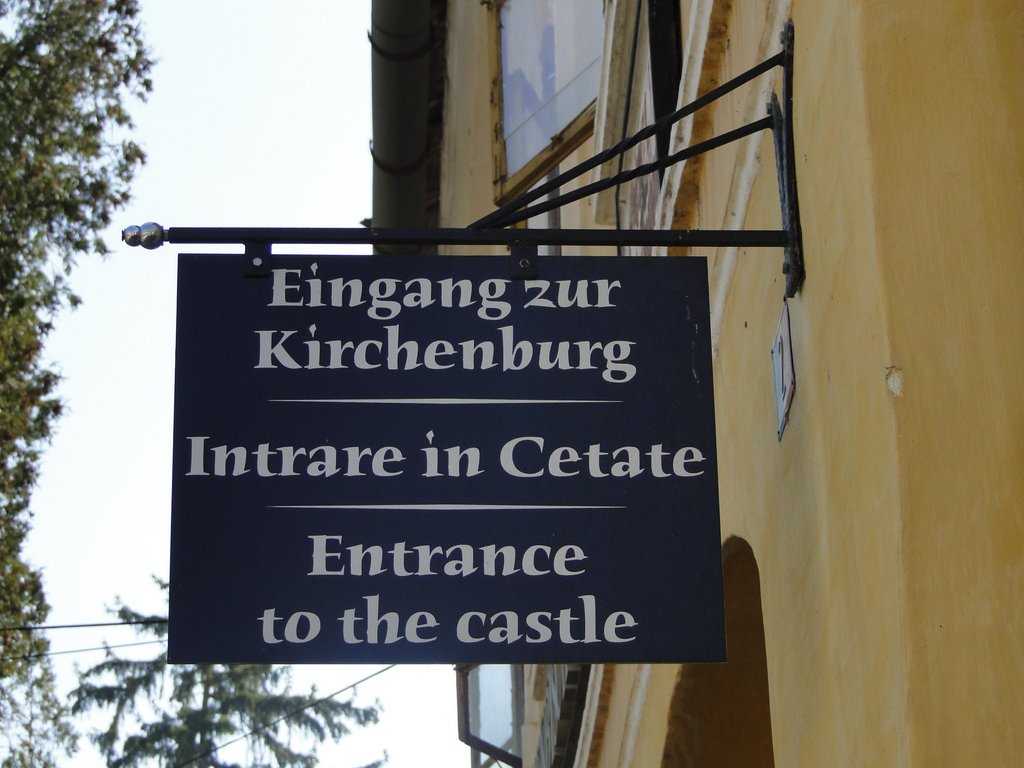 Eingang zur
Kirchenburg
Intrare in Cetate
Entrance
to the castle